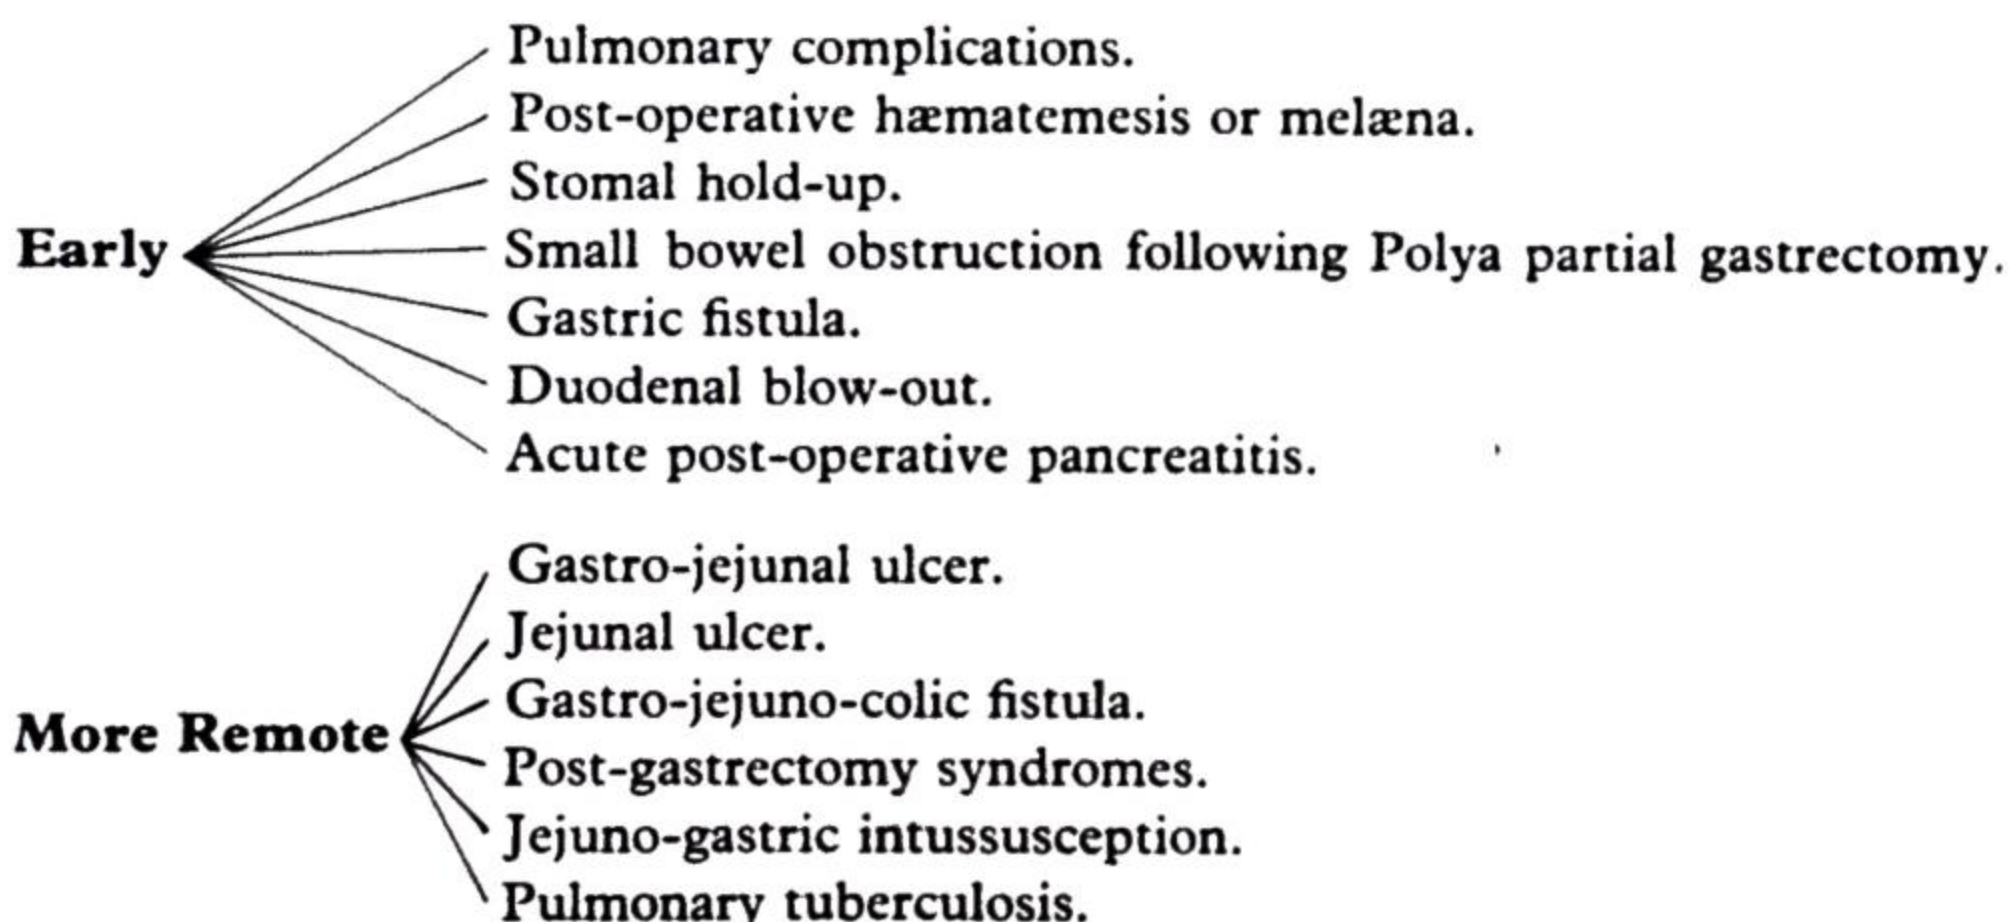 Pulmonary complications.
Post-operative hæmatemesis or melæna.
Stomal hold-up.
Early
Small bowel obstruction following Polya partial gastrectomy.
Gastric fistula.
Duodenal blow-out.
Acute post-operative pancreatitis.
Gastro-jejunal ulcer.
Jejunal ulcer.
Gastro-jejuno-colic fistula.
More Remote
Post-gastrectomy syndromes.
Jejuno-gastric intussusception.
Pulmonary tuberculosis.